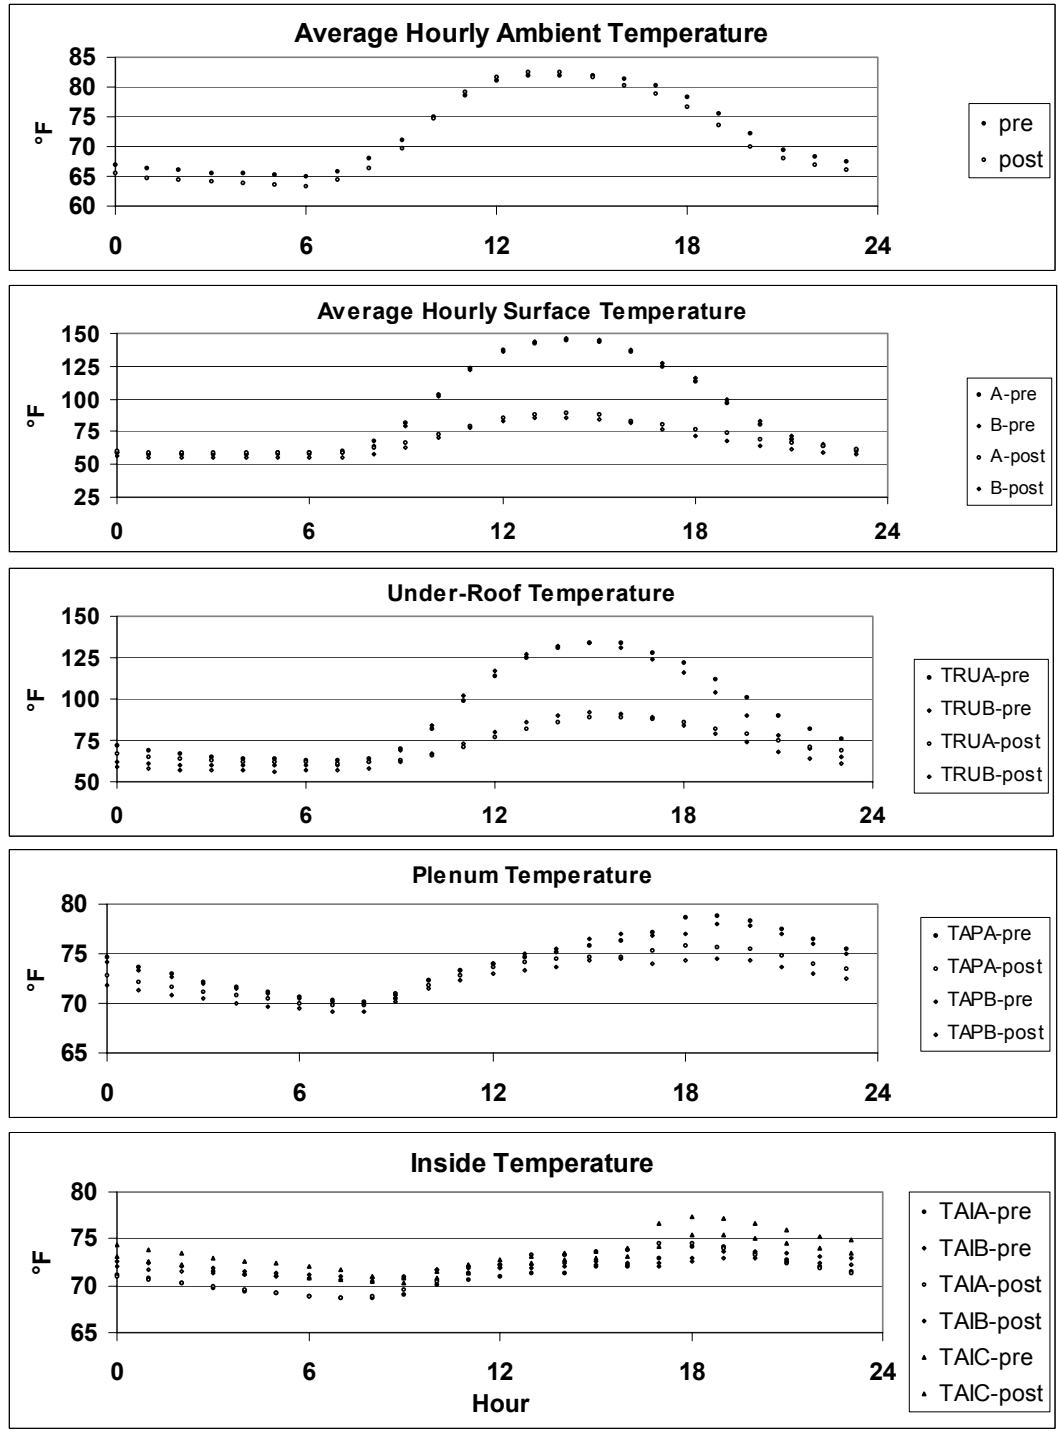 Average Hourly Ambient Temperature
85
80
75
70
65
60
°F
0 6 12 18 24
pre
post
Average Hourly Surface Temperature
150
125
100
75
50
25
°F
0 6 12 18 24
A-pre
B-pre
A-post
B-post
Under-Roof Temperature
150
125
100
75
50
°F
0 6 12 18 24
TRUA-pre
TRUB-pre
TRUA-post
TRUB-post
Plenum Temperature
80
75
70
65
°F
0 6 12 18 24
TAPA-pre
TAPA-post
TAPB-pre
TAPB-post
Inside Temperature
80
75
70
65
°F
0 6 12 18 24
Hour
TAIA-pre
TAIB-pre
TAIA-post
TAIB-post
TAIC-pre
TAIC-post